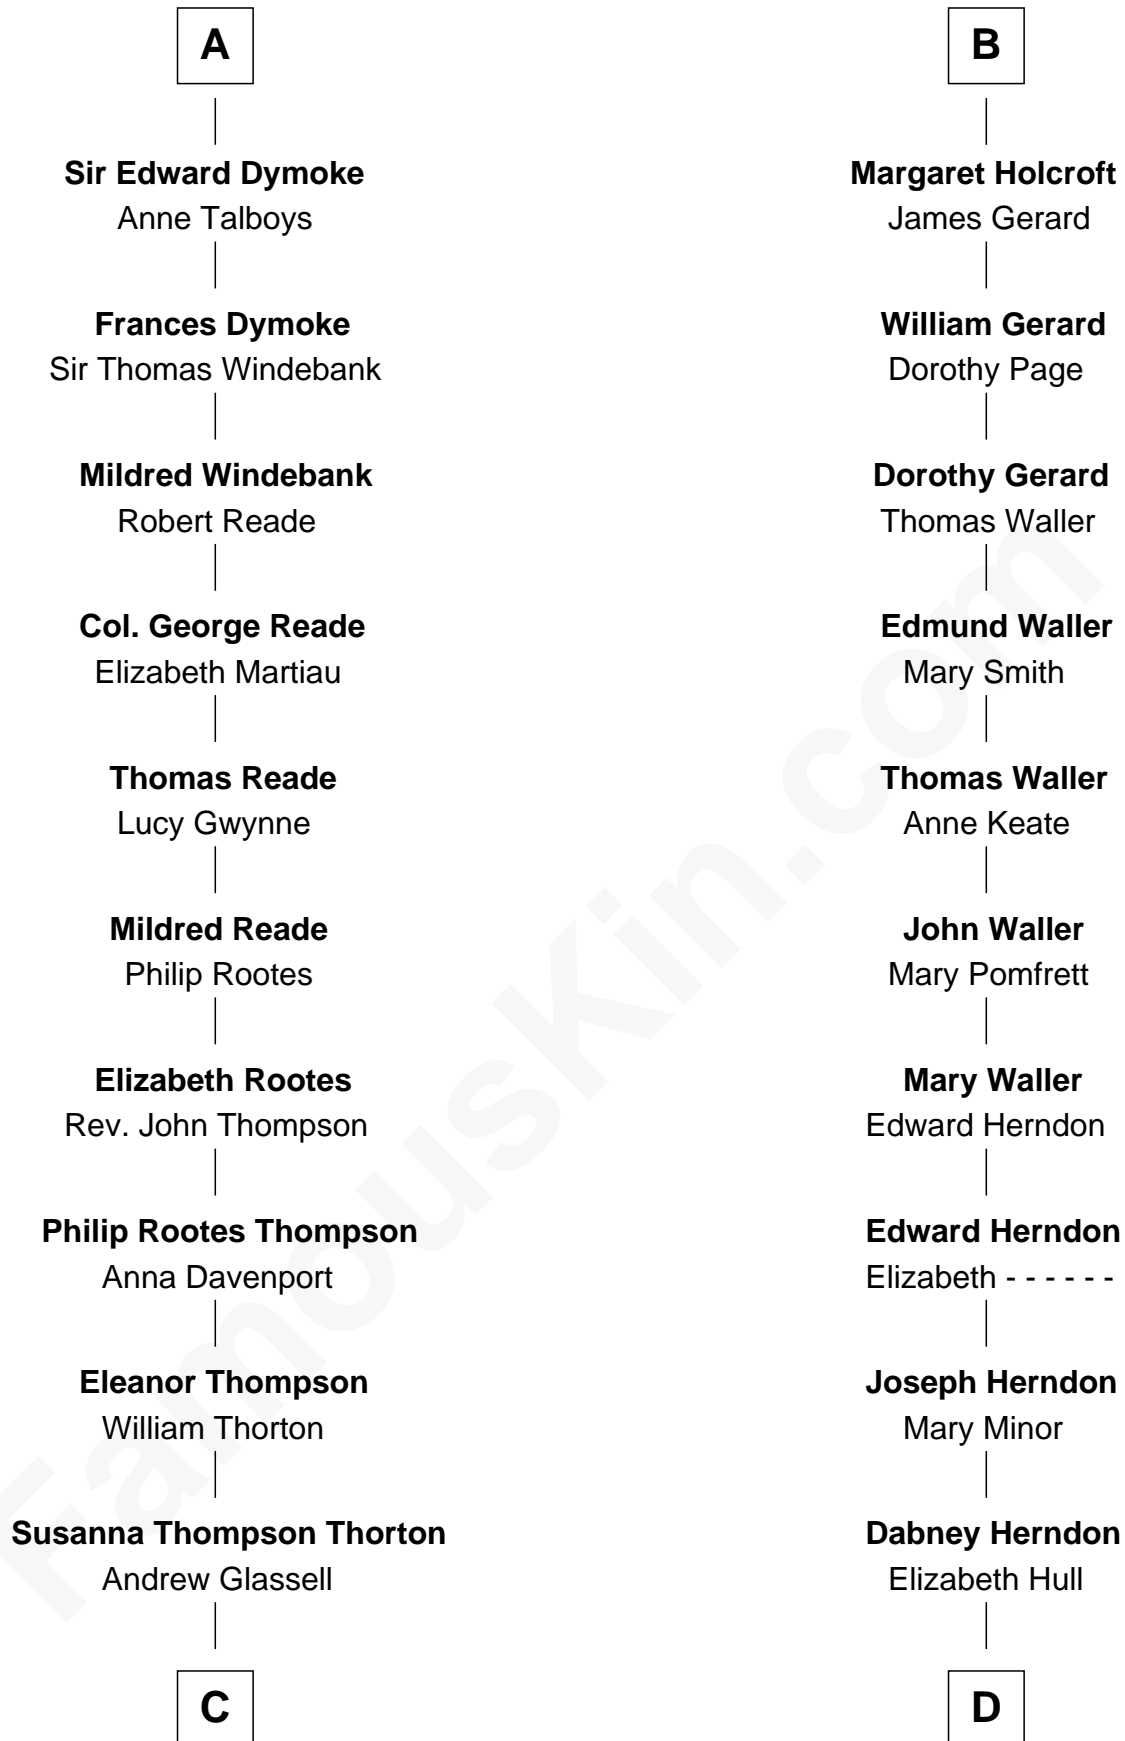 A
Sir Edward Dymoke
Anne Talboys
Frances Dymoke
Sir Thomas Windebank
Mildred Windebank
Robert Reade
Col. George Reade
Elizabeth Martiau
Thomas Reade
Lucy Gwynne
Mildred Reade
Philip Rootes
Elizabeth Rootes
Rev. John Thompson
Philip Rootes Thompson
Anna Davenport
Eleanor Thompson
William Thorton
Susanna Thompson Thorton
Andrew Glassell
C
B
Margaret Holcroft
James Gerard
William Gerard
Dorothy Page
Dorothy Gerard
Thomas Waller
Edmund Waller
Mary Smith
Thomas Waller
Anne Keate
John Waller
Mary Pomfrett
Mary Waller
Edward Herndon
Edward Herndon
Elizabeth - - - - - -
Joseph Herndon
Mary Minor
Dabney Herndon
Elizabeth Hull
D
FamousKin.com